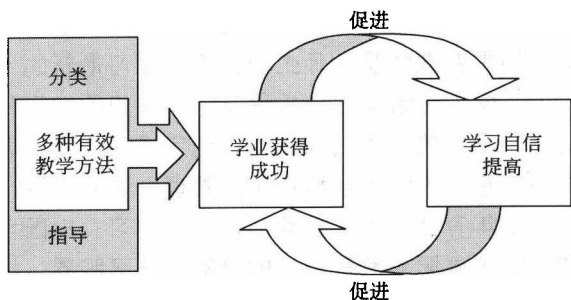 促进
分类
多种有效
教学方法
指导
学业获得
成功
学习自信
提高
促进